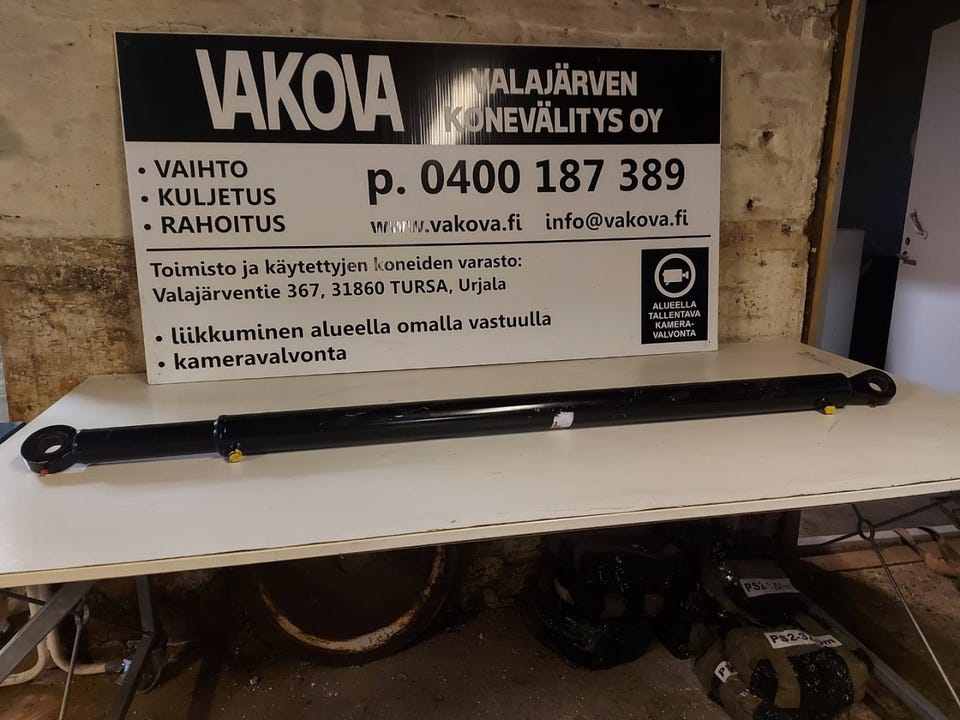 VAKOVA
VALAJÄRVEN
KONEVÄLITYS OY
• VAIHTO
• KULJETUS
• RAHOITUS
p. 0400 187 389
www.vakova.fi info@vakova.fi
Toimisto ja käytettyjen koneiden varasto:
Valajärventie 367, 31860 TURSA, Urjala
• liikkuminen alueella omalla vastuulla
• kameravalvonta
ALUEELLA
TALLENTAVA
KAMERA-
VALVONTA